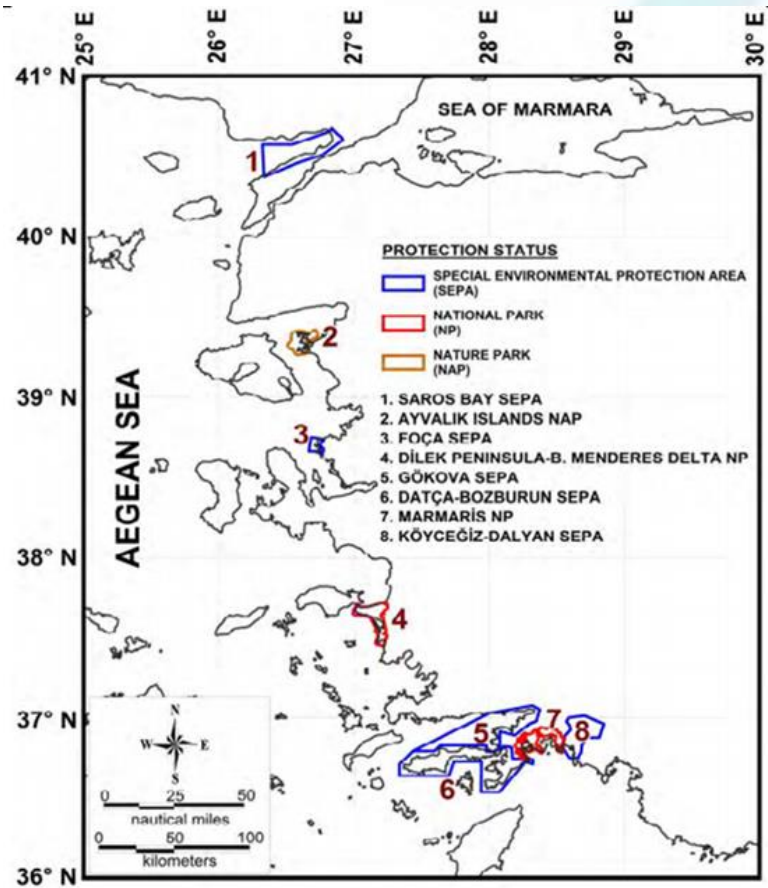 25° E
26° E
27° E
28° E
29° E
30° E
41° N
SEA OF MARMARA
1
40° N
PROTECTION STATUS
SPECIAL ENVIRONMENTAL PROTECTION AREA
(SEPA)
NATIONAL PARK
(NP)
2
NATURE PARK
(NAP)
39° N
1. SAROS BAY SEPA
2. AYVALIK ISLANDS NAP
3
3. FOÇA SEPA
4. DİLEK PENINSULA-B. MENDERES DELTA NP
5. GÖKOVA SEPA
6. DATÇA-BOZBURUN SEPA
7. MARMARİS NP
8. KÖYCEĞİZ-DALYAN SEPA
AEGEAN SEA
38° N
4
37° N
N
W
E
S
5
7
8
6
0 25 50
nautical miles
0 50 100
kilometers
36° N